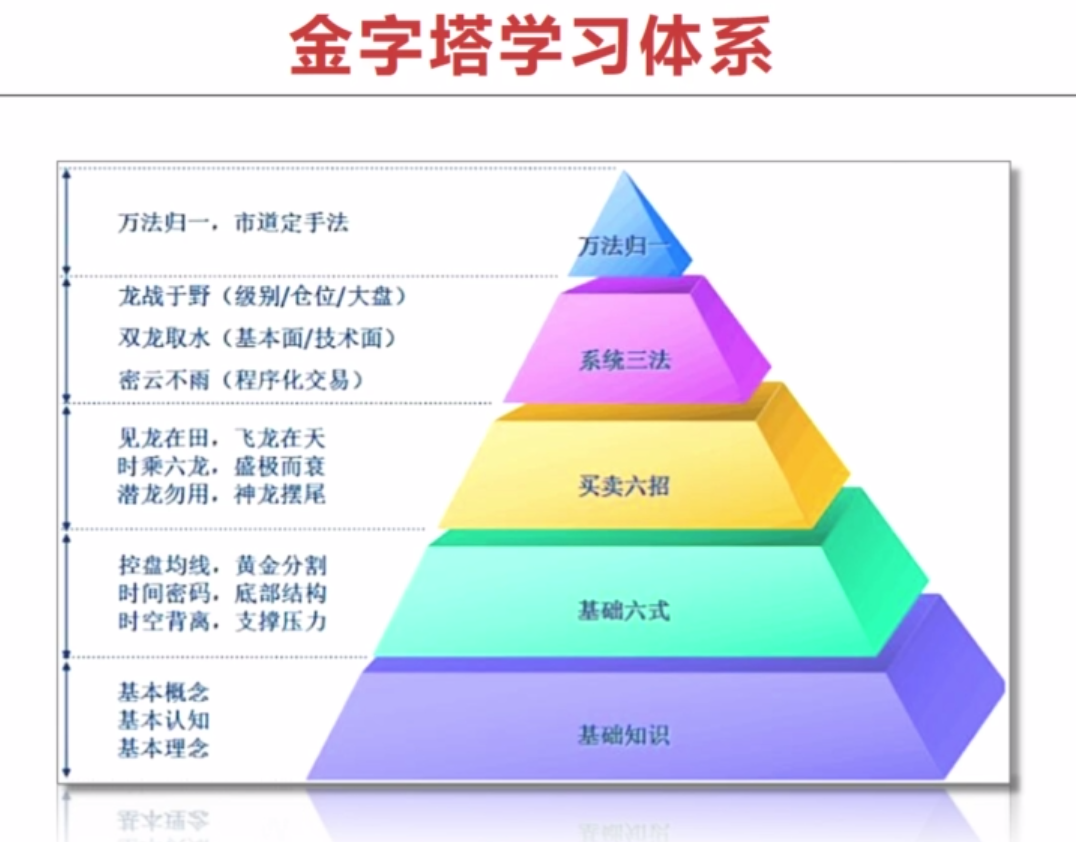 金字塔学习体系
万法归一，市道定手法
万法归一
龙战于野（级别/仓位/大盘）
双龙取水（基本面/技术面）
密云不雨（程序化交易）
系统三法
见龙在田，飞龙在天
时乘六龙，盛极而衰
潜龙勿用，神龙摆尾
买卖六招
控盘均线，黄金分割
时间密码，底部结构
时空背离，支撑压力
基础六式
基本概念
基本认知
基本理念
基础知识